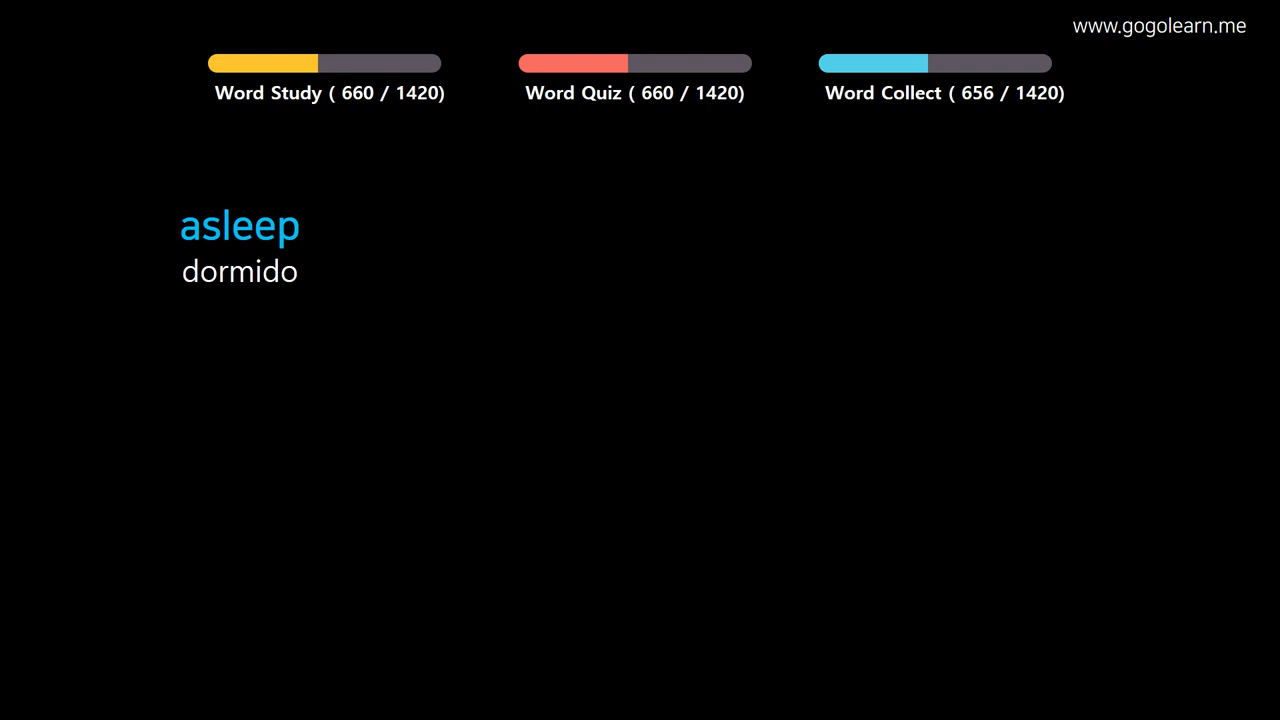 www.gogolearn.me
Word Study ( 660 / 1420)
Word Quiz ( 660 / 1420)
Word Collect ( 656 / 1420)
asleep
dormido